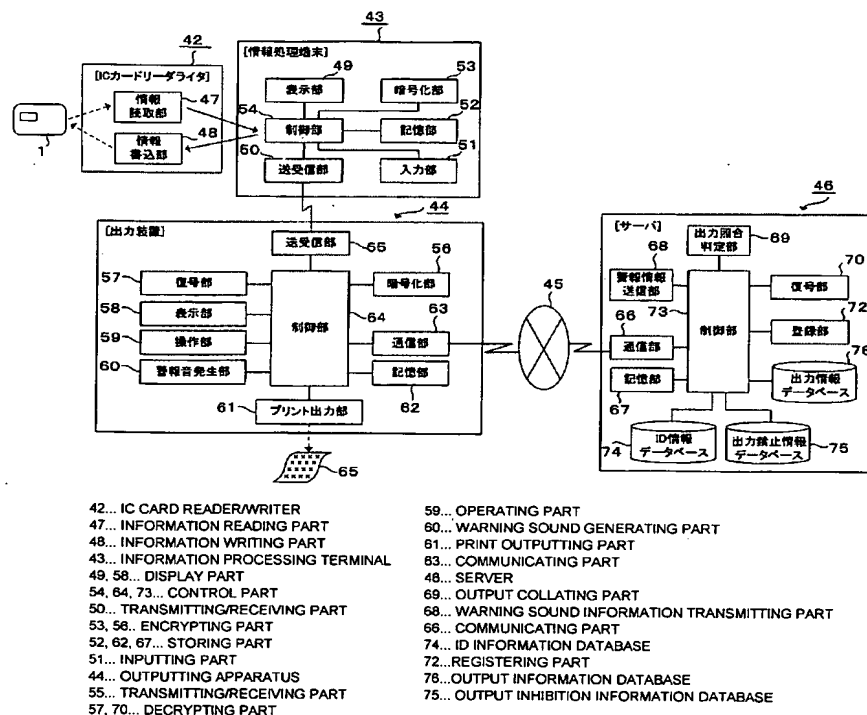 43
42
[情報処理端末]
49
53
[ICカードリーダライタ]
表示部
暗号化部
情報読取部
47
54
52
制御部
記憶部
1
情報書込部
48
50
51
送受信部
入力部
44
46
[出力装置]
送受信部
55
[サーバ]
出力照合判定部
69
57
復号部
56
暗号化部
68
警報情報送信部
70
復号部
58
表示部
制御部
64
63
45
73
制御部
72
登録部
59
操作部
通信部
66
通信部
76
60
警報音発生部
記憶部
62
記憶部
67
出力情報データベース
61
プリント出力部
74
ID情報データベース
出力禁止情報データベース
75
65
42... IC CARD READER/WRITER
47... INFORMATION READING PART
48... INFORMATION WRITING PART
43... INFORMATION PROCESSING TERMINAL
49, 58... DISPLAY PART
54, 64, 73... CONTROL PART
50... TRANSMITTING/RECEIVING PART
53, 56.. ENCRYPTING PART
52, 62, 67... STORING PART
51... INPUTTING PART
44... OUTPUTTING APPARATUS
55... TRANSMITTING/RECEIVING PART
57, 70... DECRYPTING PART
59... OPERATING PART
60... WARNING SOUND GENERATING PART
61... PRINT OUTPUTTING PART
63... COMMUNICATING PART
46... SERVER
69... OUTPUT COLLATING PART
68... WARNING SOUND INFORMATION TRANSMITTING PART
66... COMMUNICATING PART
74... ID INFORMATION DATABASE
72...REGISTERING PART
76...OUTPUT INFORMATION DATABASE
75... OUTPUT INHIBITION INFORMATION DATABASE